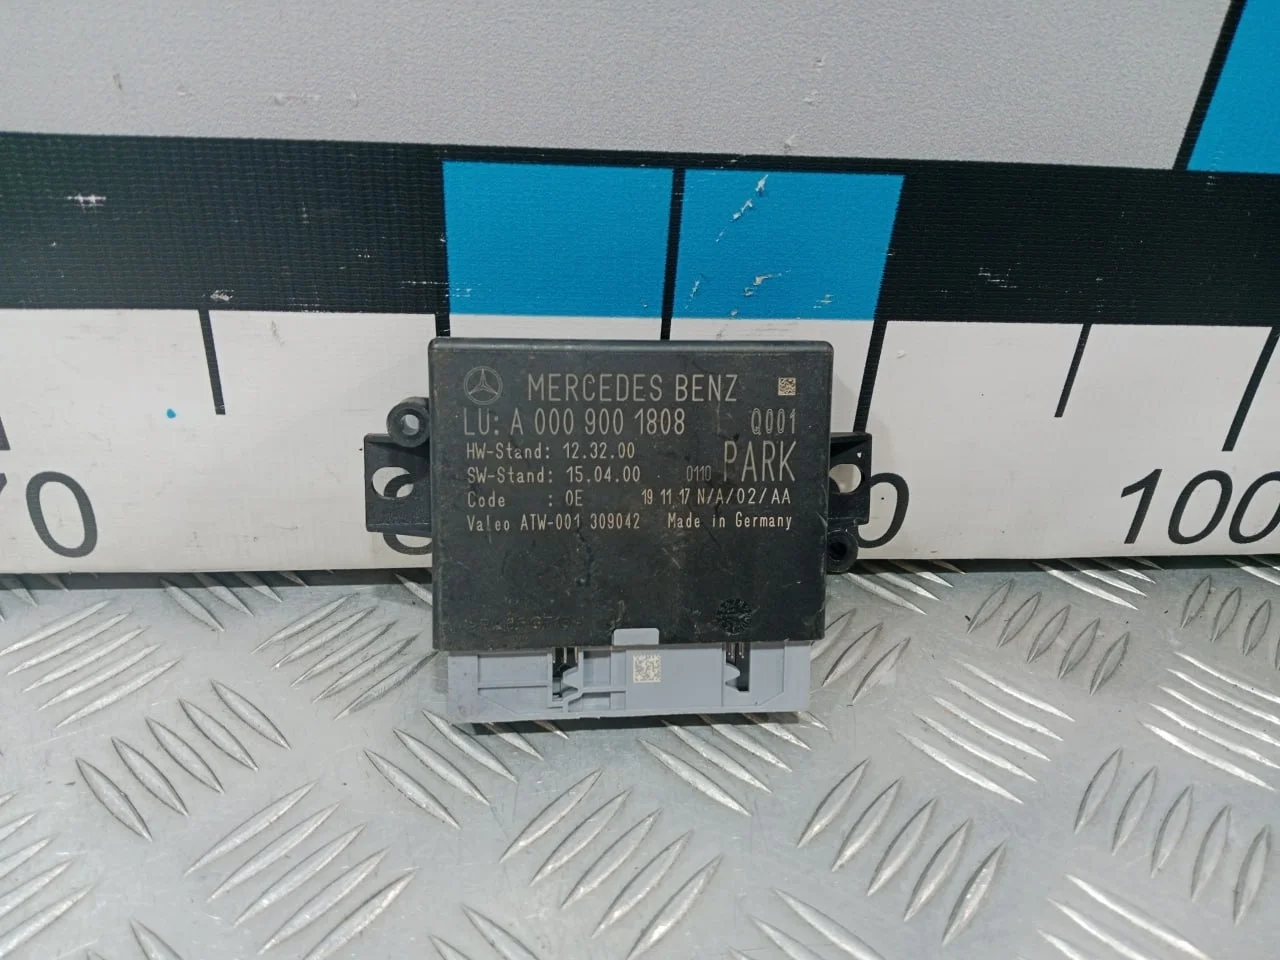 MERCEDES BENZ
LU: A 000 900 1808 Q001
HW-Stand: 12.32.00
SW-Stand: 15.04.00 0110 PARK
Code : 0E 19 11 17 N/A/02/AA
Valeo ATW-001 309042 Made in Germany
70
100